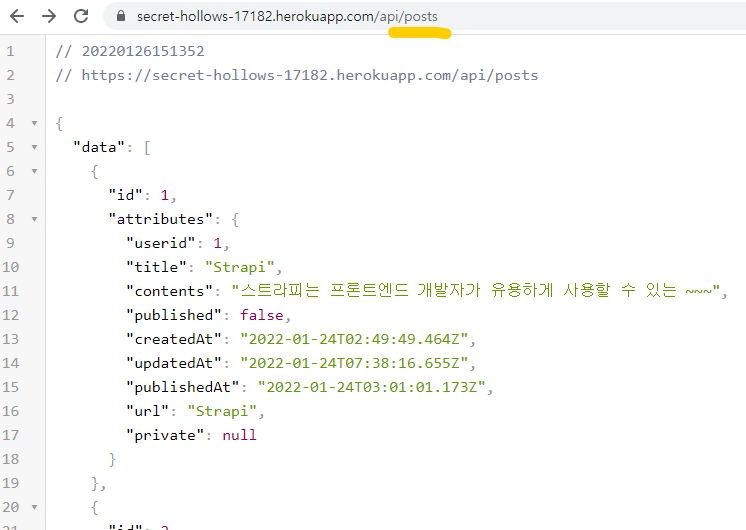 secret-hollows-17182.herokuapp.com/api/posts
1 // 20220126151352
2 // https://secret-hollows-17182.herokuapp.com/api/posts
3
4 {
5 "data": [
6 {
7 "id": 1,
8 "attributes": {
9 "userid": 1,
10 "title": "Strapi",
11 "contents": "스트라피는 프론트엔드 개발자가 유용하게 사용할 수 있는 ~~~",
12 "published": false,
13 "createdAt": "2022-01-24T02:49:49.464Z",
14 "updatedAt": "2022-01-24T07:38:16.655Z",
15 "publishedAt": "2022-01-24T03:01:01.173Z",
16 "url": "Strapi",
17 "private": null
18 }
19 },
20 {